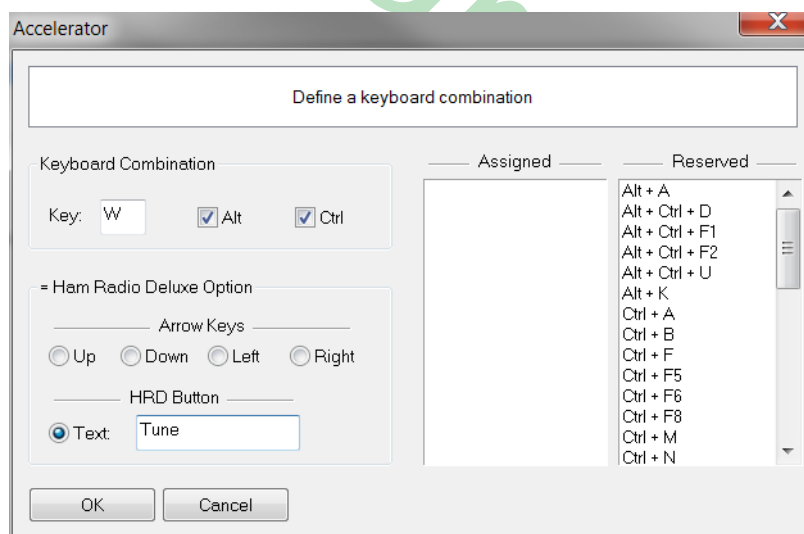 Accelerator
X
Define a keyboard combination
Keyboard Combination
Key: W Alt Ctrl
= Ham Radio Deluxe Option
Arrow Keys
Up Down Left Right
HRD Button
Text: Tune
Assigned
Reserved
Alt + A
Alt + Ctrl + D
Alt + Ctrl + F1
Alt + Ctrl + F2
Alt + Ctrl + U
Alt + K
Ctrl + A
Ctrl + B
Ctrl + F
Ctrl + F5
Ctrl + F6
Ctrl + F8
Ctrl + M
Ctrl + N
OK Cancel